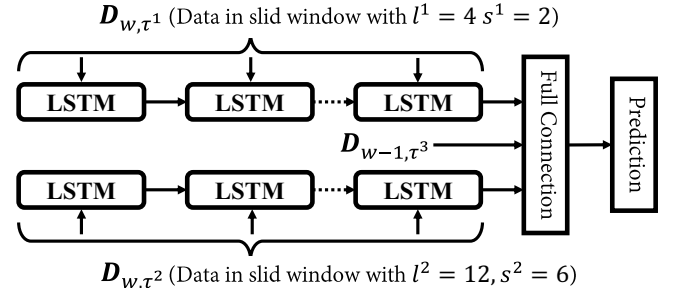 D_{w,τ^1} (Data in slid window with l^1 = 4 s^1 = 2)
LSTM LSTM LSTM
D_{w−1,τ^3}
LSTM LSTM LSTM
D_{w,τ^2} (Data in slid window with l^2 = 12, s^2 = 6)
Full Connection
Prediction